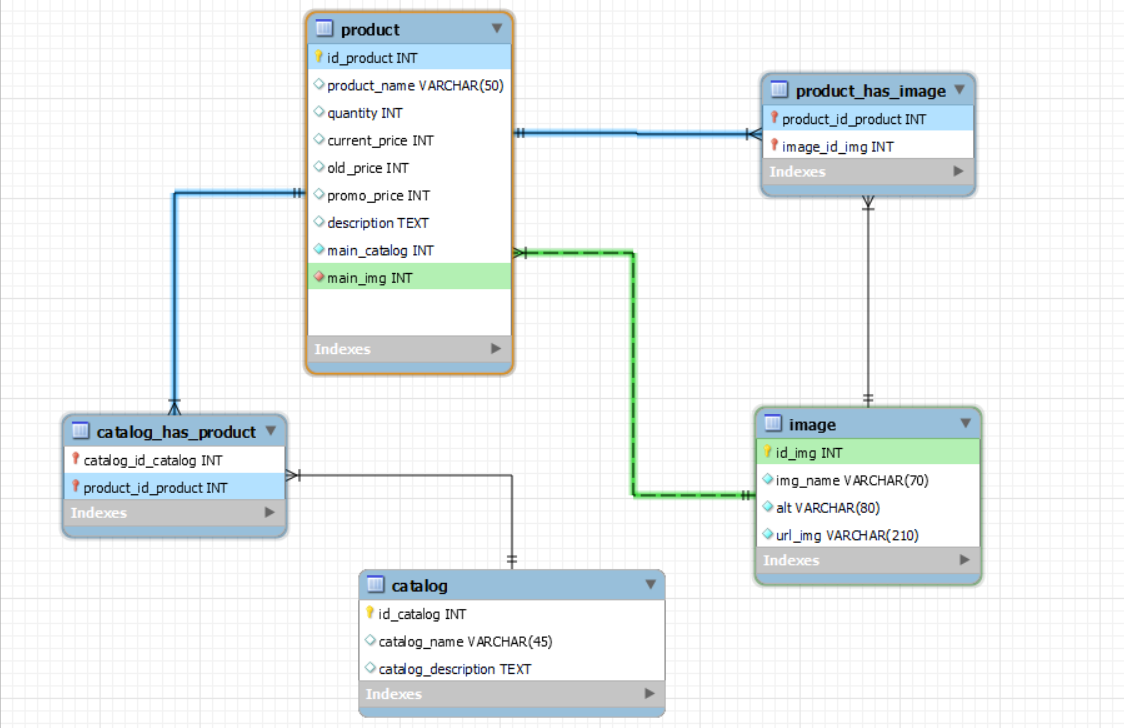 product
id_product INT
product_name VARCHAR(50)
quantity INT
current_price INT
old_price INT
promo_price INT
description TEXT
main_catalog INT
main_img INT
Indexes
product_has_image
product_id_product INT
image_id_img INT
Indexes
catalog_has_product
catalog_id_catalog INT
product_id_product INT
Indexes
image
id_img INT
img_name VARCHAR(70)
alt VARCHAR(80)
url_img VARCHAR(210)
Indexes
catalog
id_catalog INT
catalog_name VARCHAR(45)
catalog_description TEXT
Indexes